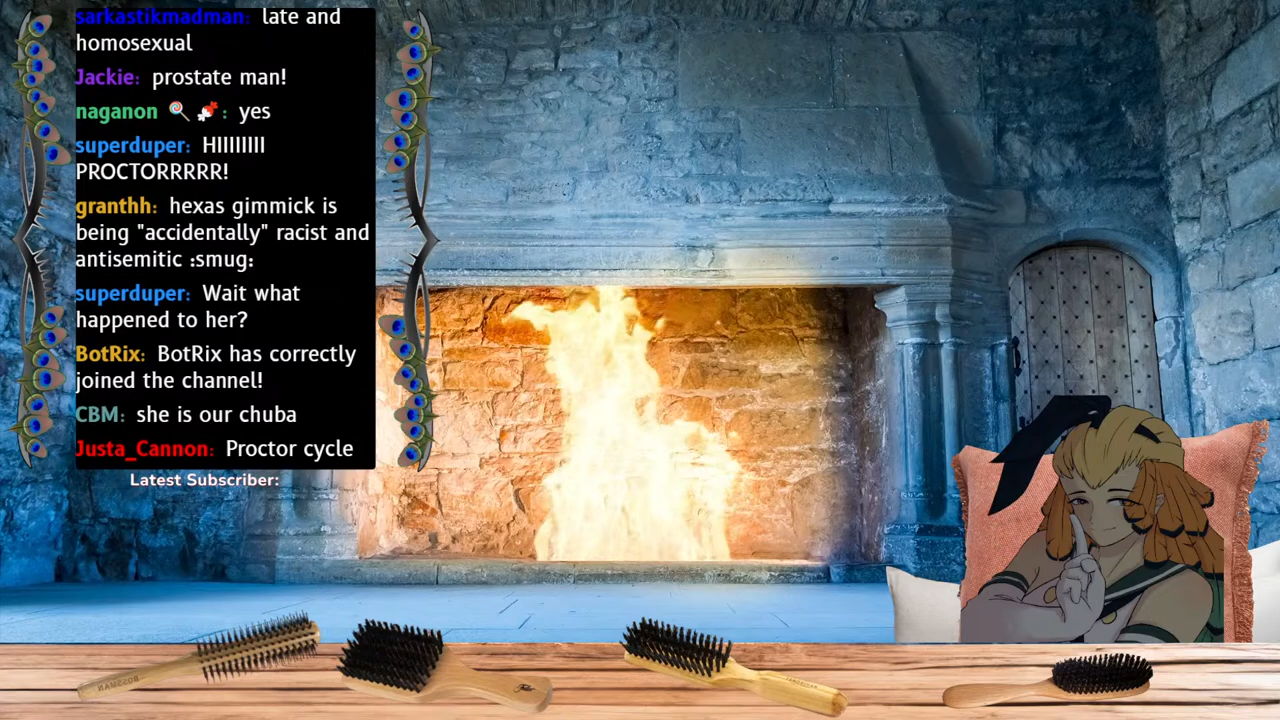 sarkastikmadman: late and
homosexual
Jackie: prostate man!
naganon 🍭 🍬: yes
superduper: HIIIIIIII
PROCTORRRRR!
granthh: hexas gimmick is
being "accidentally" racist and
antisemitic :smug:
superduper: Wait what
happened to her?
BotRix: BotRix has correctly
joined the channel!
CBM: she is our chuba
Justa_Cannon: Proctor cycle
Latest Subscriber: